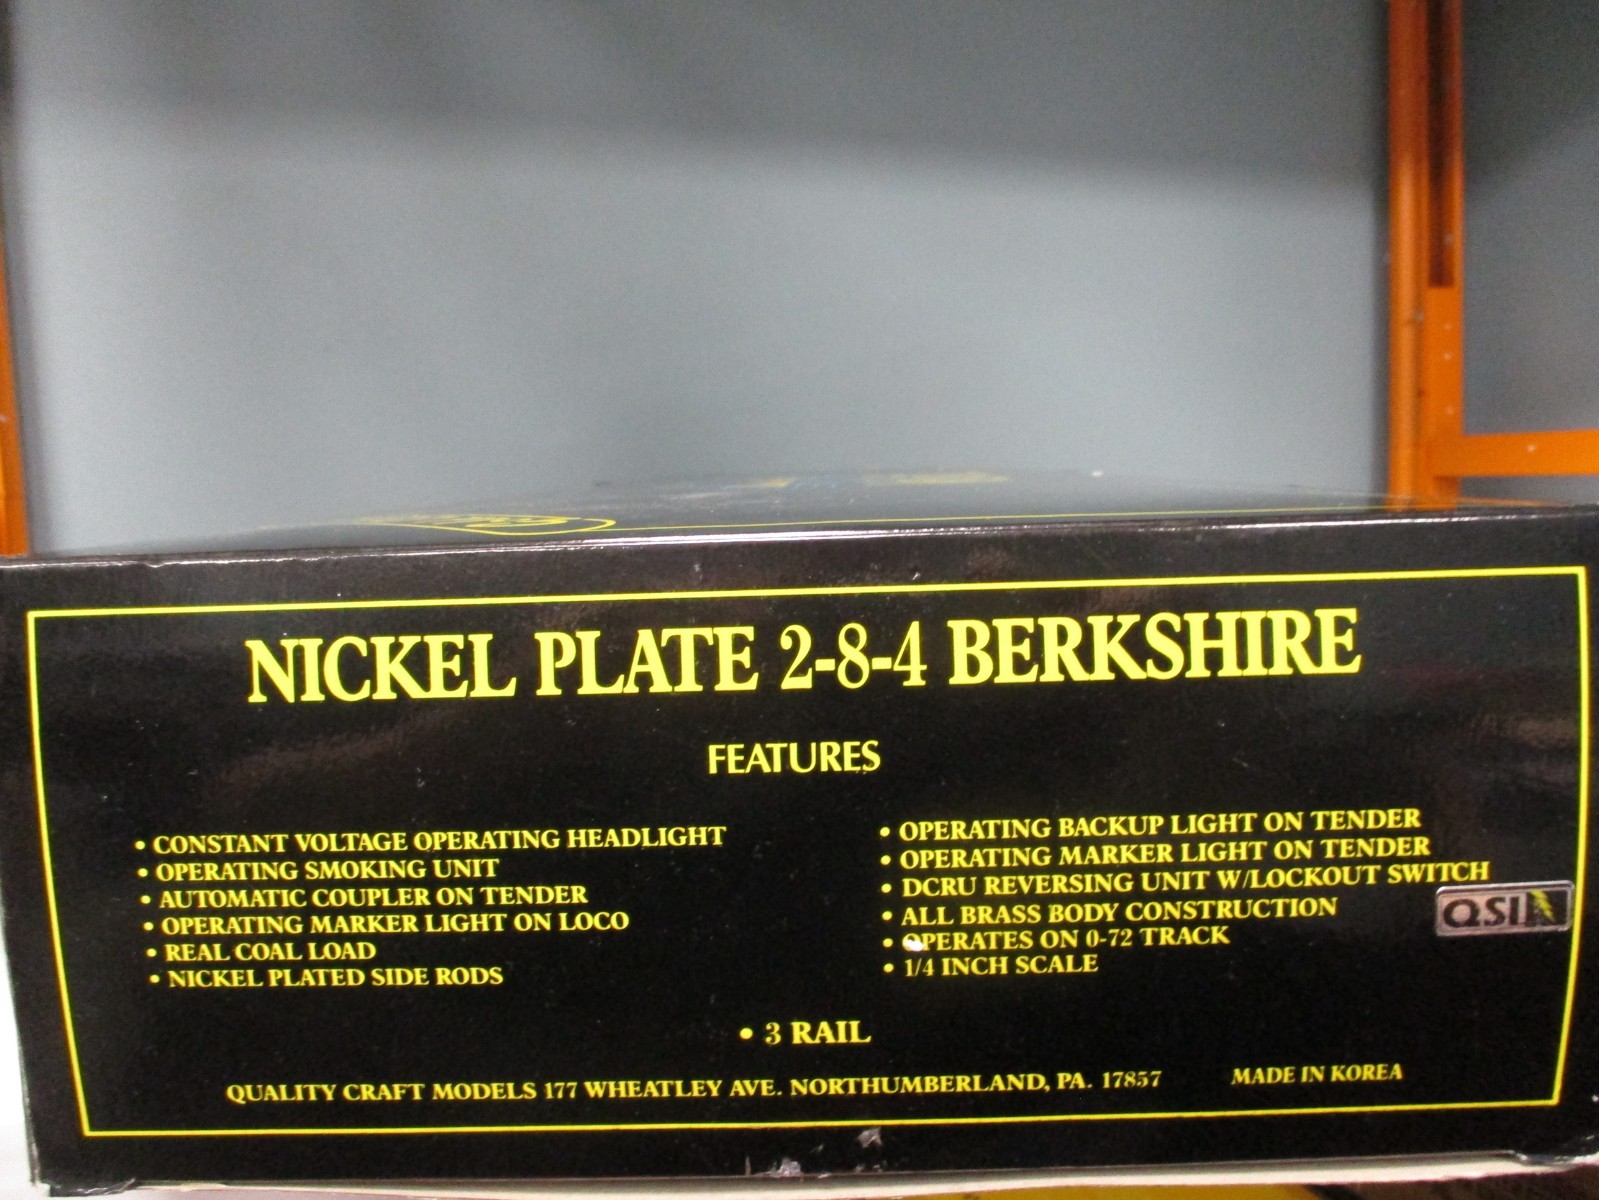 NICKEL PLATE 2-8-4 BERKSHIRE
FEATURES
• CONSTANT VOLTAGE OPERATING HEADLIGHT
• OPERATING SMOKING UNIT
• AUTOMATIC COUPLER ON TENDER
• OPERATING MARKER LIGHT ON LOCO
• REAL COAL LOAD
• NICKEL PLATED SIDE RODS
• OPERATING BACKUP LIGHT ON TENDER
• OPERATING MARKER LIGHT ON TENDER
• DCRU REVERSING UNIT W/LOCKOUT SWITCH
• ALL BRASS BODY CONSTRUCTION
• OPERATES ON 0-72 TRACK
• 1/4 INCH SCALE
QSI
• 3 RAIL
QUALITY CRAFT MODELS 177 WHEATLEY AVE. NORTHUMBERLAND, PA. 17857 MADE IN KOREA